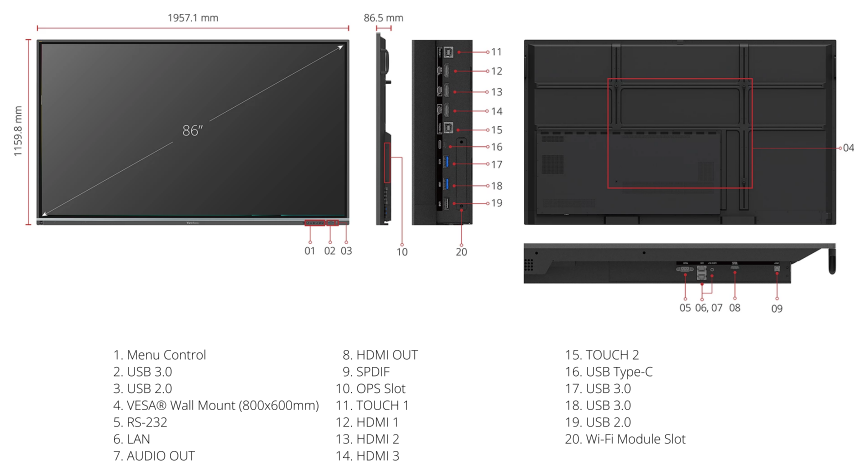 1957.1 mm
86.5 mm
1159.8 mm
86”
01
02
03
10
11
12
13
14
15
16
17
18
19
20
04
05
06, 07
08
09
1. Menu Control
2. USB 3.0
3. USB 2.0
4. VESA® Wall Mount (800x600mm)
5. RS-232
6. LAN
7. AUDIO OUT
8. HDMI OUT
9. SPDIF
10. OPS Slot
11. TOUCH 1
12. HDMI 1
13. HDMI 2
14. HDMI 3
15. TOUCH 2
16. USB Type-C
17. USB 3.0
18. USB 3.0
19. USB 2.0
20. Wi-Fi Module Slot